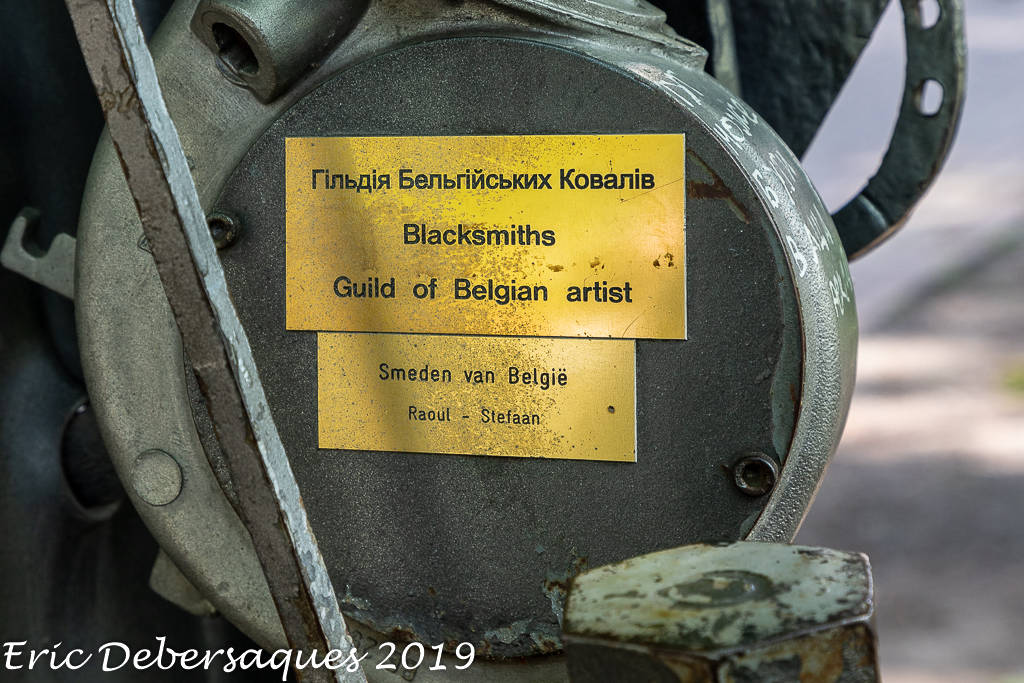 Гільдія Бельгійських Ковалів
Blacksmiths
Guild of Belgian artist
Smeden van België
Raoul - Stefaan
Eric Debersaques 2019